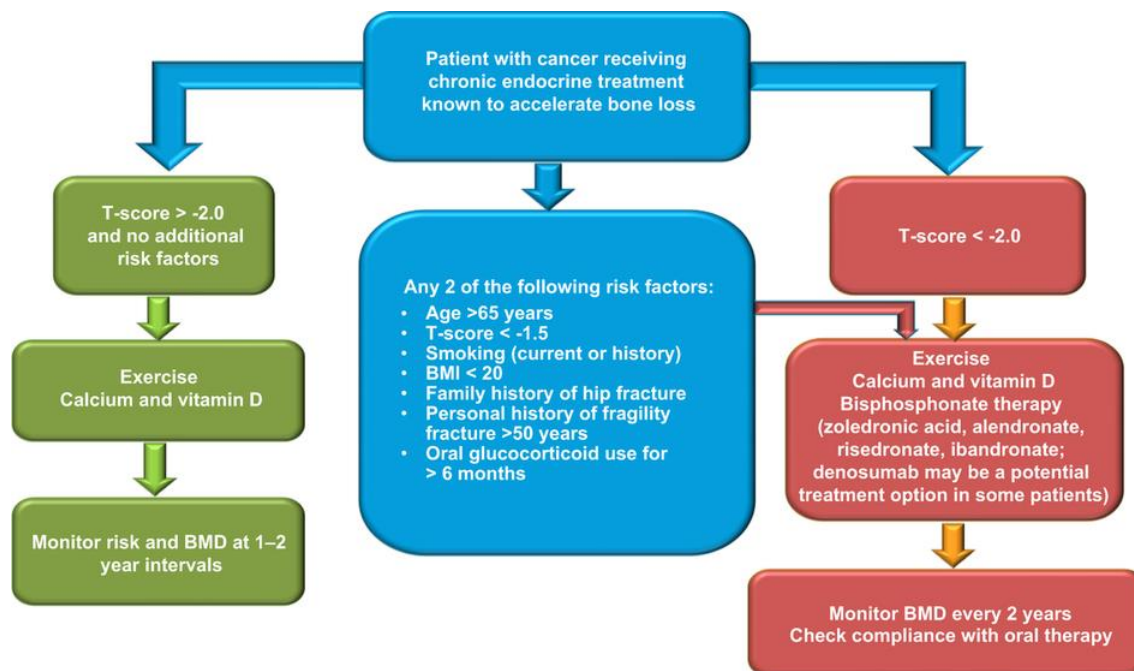 Patient with cancer receiving
chronic endocrine treatment
known to accelerate bone loss
T-score > -2.0
and no additional
risk factors
Exercise
Calcium and vitamin D
Monitor risk and BMD at 1–2
year intervals
Any 2 of the following risk factors:
• Age >65 years
• T-score < -1.5
• Smoking (current or history)
• BMI < 20
• Family history of hip fracture
• Personal history of fragility
fracture >50 years
• Oral glucocorticoid use for
> 6 months
T-score < -2.0
Exercise
Calcium and vitamin D
Bisphosphonate therapy
(zoledronic acid, alendronate,
risedronate, ibandronate;
denosumab may be a potential
treatment option in some patients)
Monitor BMD every 2 years
Check compliance with oral therapy